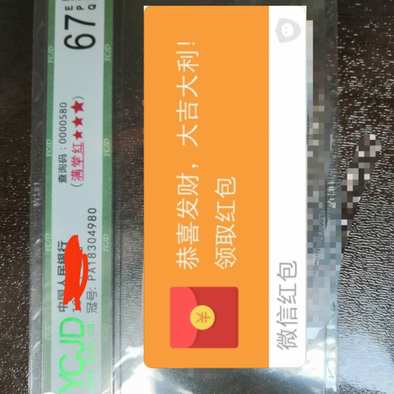 恭喜发财，大吉大利！
领取红包
微信红包
YCJD
中国人民银行
冠号: PA18304980
查询码: 0000580
(满堂红★★★)
67
E
P
Q